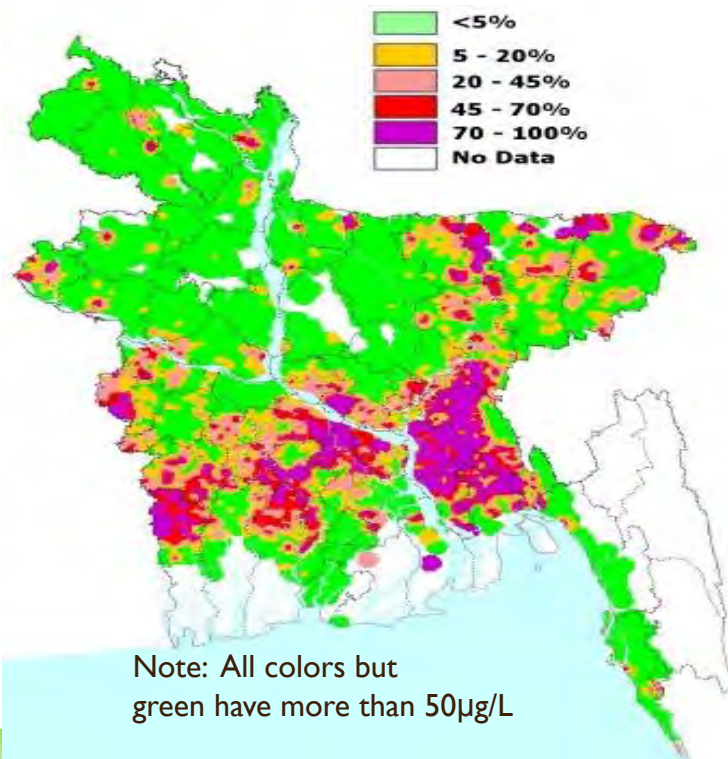 <5%
5 - 20%
20 - 45%
45 - 70%
70 - 100%
No Data
Note: All colors but
green have more than 50µg/L